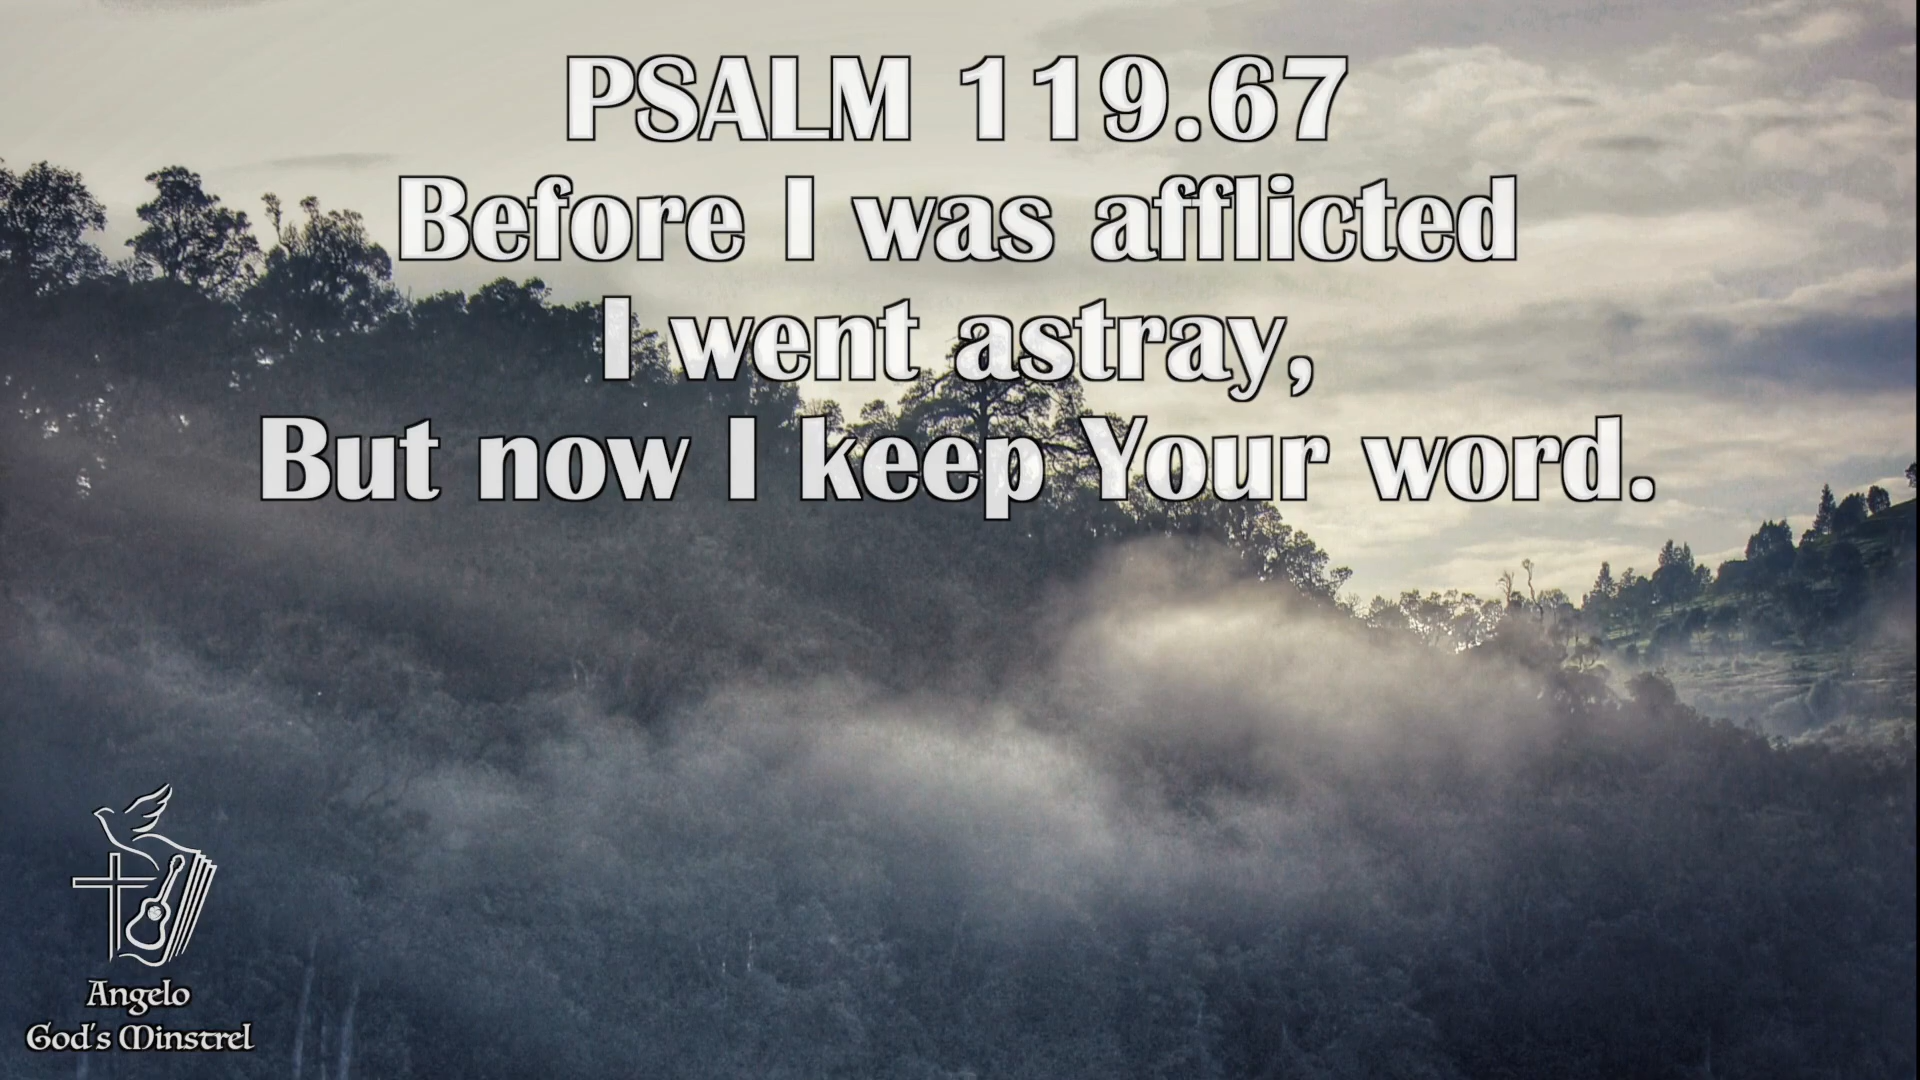 PSALM 119.67
Before I was afflicted
I went astray,
But now I keep Your word.
Angelo
God's Minstrel